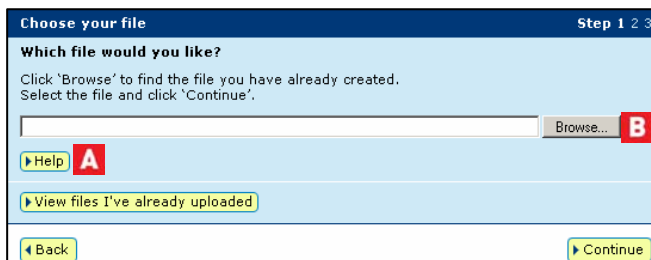 Choose your file Step 1 2 3
Which file would you like?
Click ‘Browse’ to find the file you have already created.
Select the file and click ‘Continue’.
Browse... B
Help A
View files I've already uploaded
Back Continue